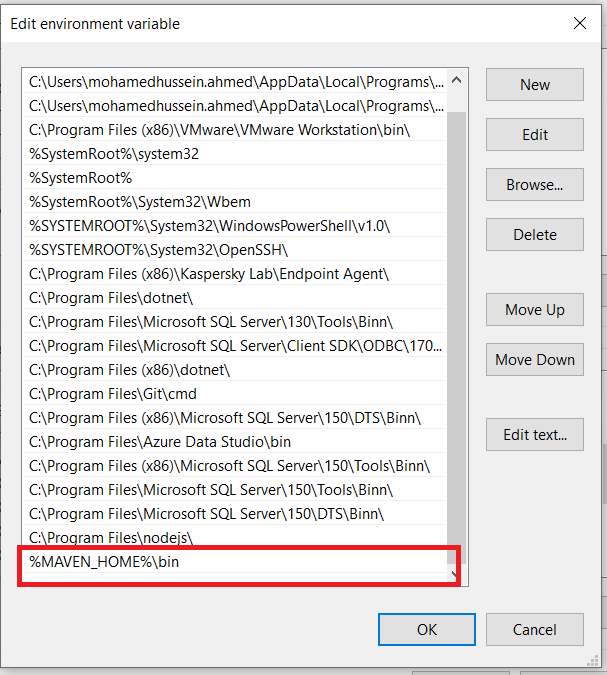 Edit environment variable
C:\Users\mohamedhussein.ahmed\AppData\Local\Programs\...
C:\Users\mohamedhussein.ahmed\AppData\Local\Programs\...
C:\Program Files (x86)\VMware\VMware Workstation\bin\
%SystemRoot%\system32
%SystemRoot%
%SystemRoot%\System32\Wbem
%SYSTEMROOT%\System32\WindowsPowerShell\v1.0\
%SYSTEMROOT%\System32\OpenSSH\
C:\Program Files (x86)\Kaspersky Lab\Endpoint Agent\
C:\Program Files\dotnet\
C:\Program Files\Microsoft SQL Server\130\Tools\Binn\
C:\Program Files\Microsoft SQL Server\Client SDK\ODBC\170...
C:\Program Files (x86)\dotnet\
C:\Program Files\Git\cmd
C:\Program Files (x86)\Microsoft SQL Server\150\DTS\Binn\
C:\Program Files\Azure Data Studio\bin
C:\Program Files (x86)\Microsoft SQL Server\150\Tools\Binn\
C:\Program Files\Microsoft SQL Server\150\Tools\Binn\
C:\Program Files\Microsoft SQL Server\150\DTS\Binn\
C:\Program Files\nodejs\
%MAVEN_HOME%\bin
New
Edit
Browse...
Delete
Move Up
Move Down
Edit text...
OK
Cancel